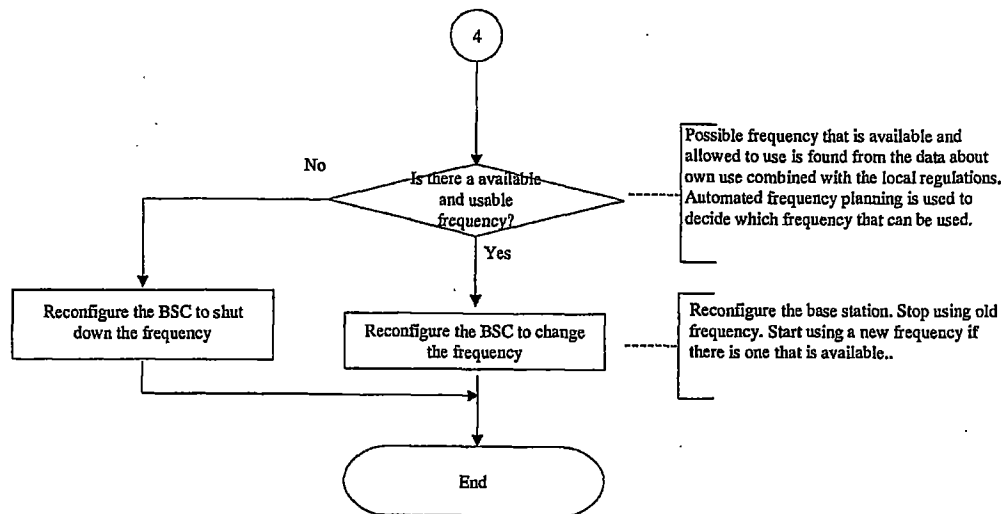 4
No
Is there a available
and usable
frequency?
Yes
Possible frequency that is available and
allowed to use is found from the data about
own use combined with the local regulations.
Automated frequency planning is used to
decide which frequency that can be used.
Reconfigure the BSC to shut
down the frequency
Reconfigure the BSC to change
the frequency
Reconfigure the base station. Stop using old
frequency. Start using a new frequency if
there is one that is available..
End